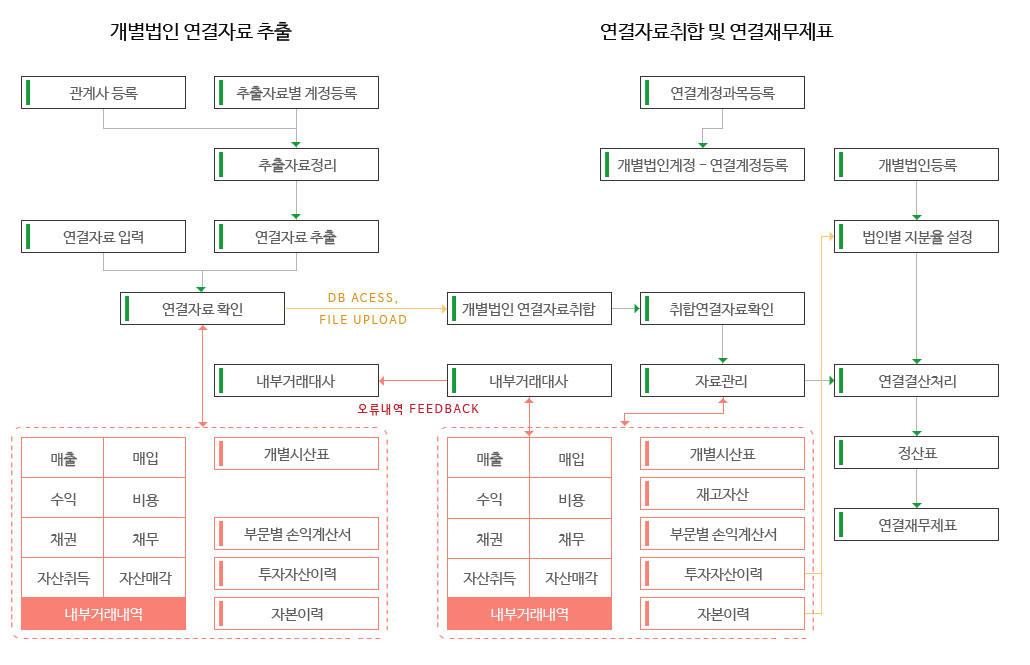 개별법인 연결자료 추출
연결자료취합 및 연결재무제표
관계사 등록
추출자료별 계정등록
연결계정과목등록
추출자료정리
개별법인계정 - 연결계정등록
개별법인등록
연결자료 입력
연결자료 추출
법인별 지분율 설정
연결자료 확인
DB ACESS,
FILE UPLOAD
개별법인 연결자료취합
취합연결자료확인
내부거래대사
내부거래대사
자료관리
연결결산처리
오류내역 FEEDBACK
매출
매입
개별시산표
수익
비용
채권
채무
부문별 손익계산서
자산취득
자산매각
투자자산이력
내부거래내역
자본이력
매출
매입
개별시산표
수익
비용
재고자산
채권
채무
부문별 손익계산서
자산취득
자산매각
투자자산이력
내부거래내역
자본이력
정산표
연결재무제표